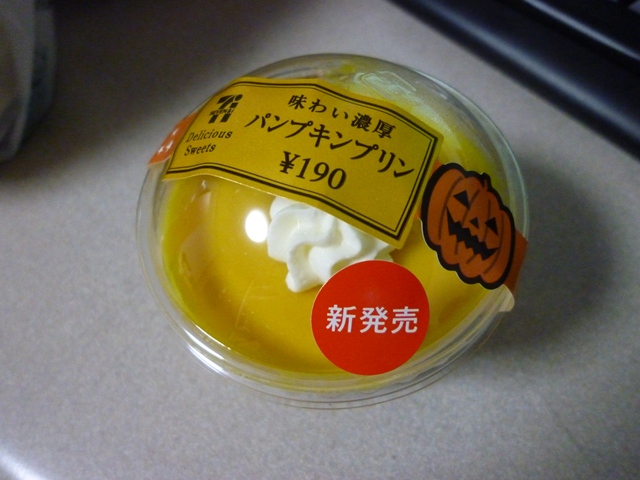 味わい濃厚
パンプキンプリン
¥190
Delicious
Sweets
新発売